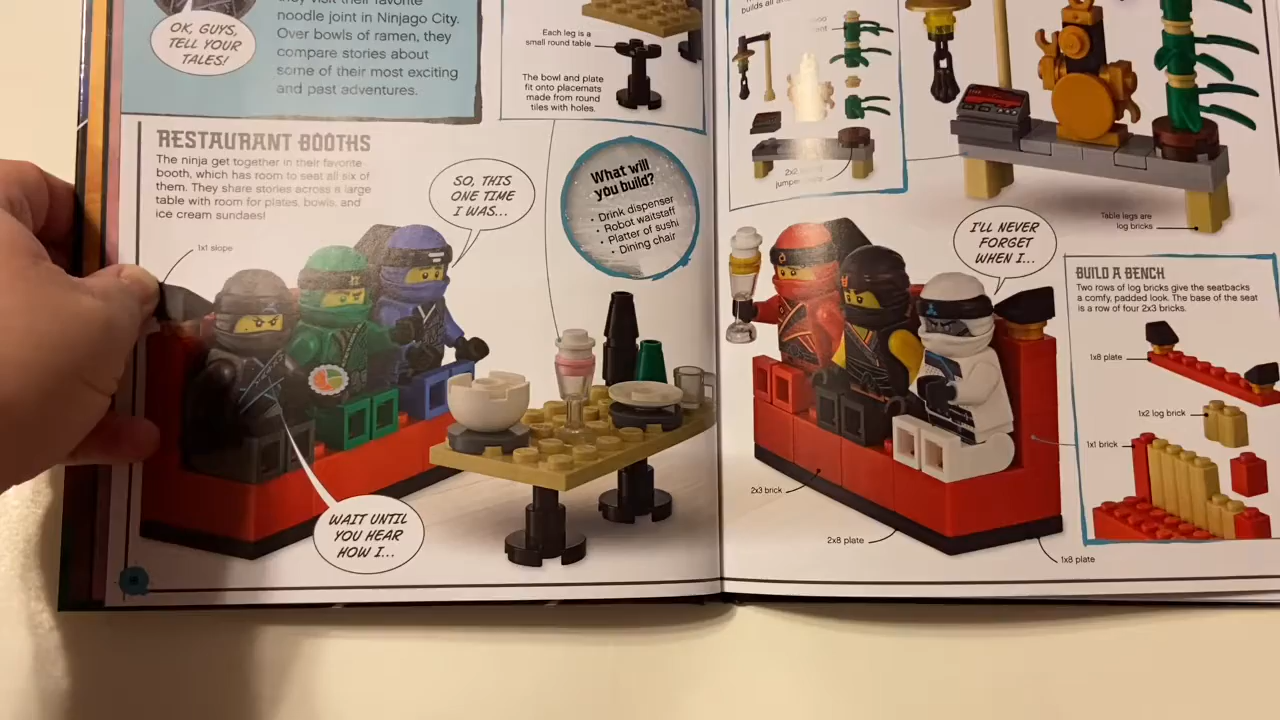 OK, GUYS,
TELL YOUR
TALES!
they visit their favorite
noodle joint in Ninjago City.
Over bowls of ramen, they
compare stories about
some of their most exciting
and past adventures.
Each leg is a
small round table
The bowl and plate
fit onto placemats
made from round
tiles with holes.
RESTAURANT BOOTHS
The ninja get together in their favorite
booth, which has room to seat all six of
them. They share stories across a large
table with room for plates, bowls, and
ice cream sundaes!
1x1 slope
SO, THIS
ONE TIME
I WAS...
What will
you build?
• Drink dispenser
• Robot waitstaff
• Platter of sushi
• Dining chair
WAIT UNTIL
YOU HEAR
HOW I...
builds all
2x2
jumper
Table legs are
log bricks
I'LL NEVER
FORGET
WHEN I...
BUILD A BENCH
Two rows of log bricks give the seatbacks
a comfy, padded look. The base of the seat
is a row of four 2x3 bricks.
1x8 plate
1x2 log brick
1x1 brick
2x3 brick
2x8 plate
1x8 plate